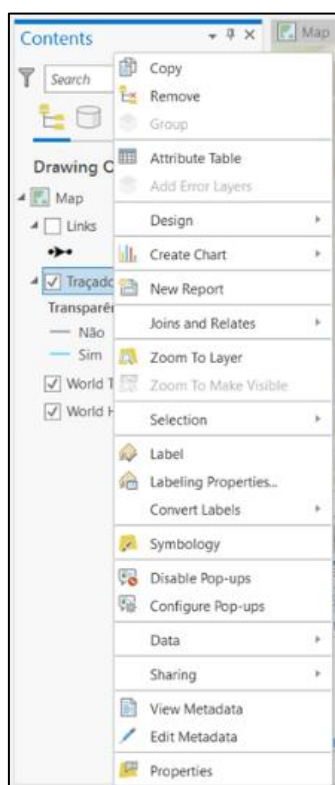 Contents
Map
Search
Drawing O
Map
Links
Traçado
Transparên
Não
Sim
World T
World H
Copy
Remove
Group
Attribute Table
Add Error Layers
Design
Create Chart
New Report
Joins and Relates
Zoom To Layer
Zoom To Make Visible
Selection
Label
Labeling Properties...
Convert Labels
Symbology
Disable Pop-ups
Configure Pop-ups
Data
Sharing
View Metadata
Edit Metadata
Properties